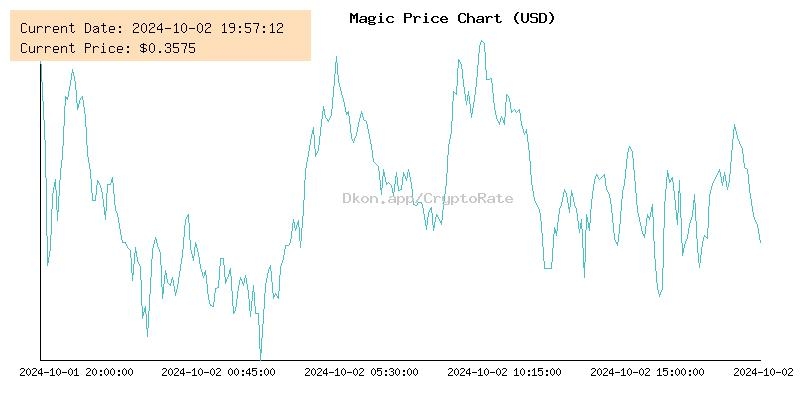 Magic Price Chart (USD)
Current Date: 2024-10-02 19:57:12
Current Price: $0.3575
Dkon.app/CryptoRate
2024-10-01 20:00:00 2024-10-02 00:45:00 2024-10-02 05:30:00 2024-10-02 10:15:00 2024-10-02 15:00:00 2024-10-02